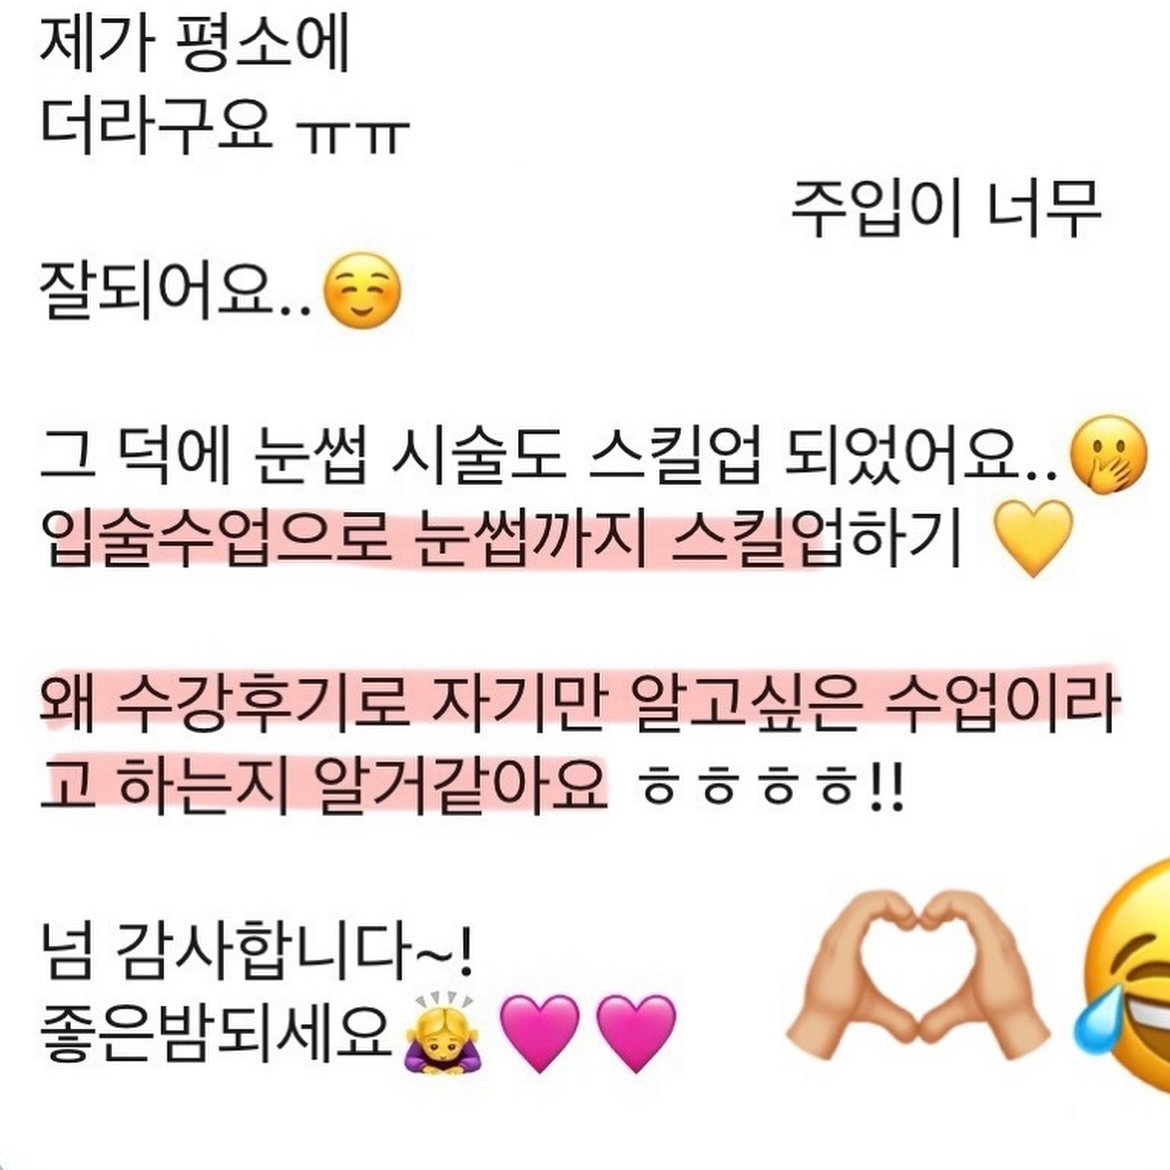 제가 평소에
더라구요 ㅠㅠ
주입이 너무
잘되어요..☺️
그 덕에 눈썹 시술도 스킬업 되었어요..🫢
입술수업으로 눈썹까지 스킬업하기 💛
왜 수강후기로 자기만 알고싶은 수업이라
고 하는지 알거같아요 ㅎㅎㅎㅎ!!
넘 감사합니다~!
좋은밤되세요🙇‍♀️🩷🩷